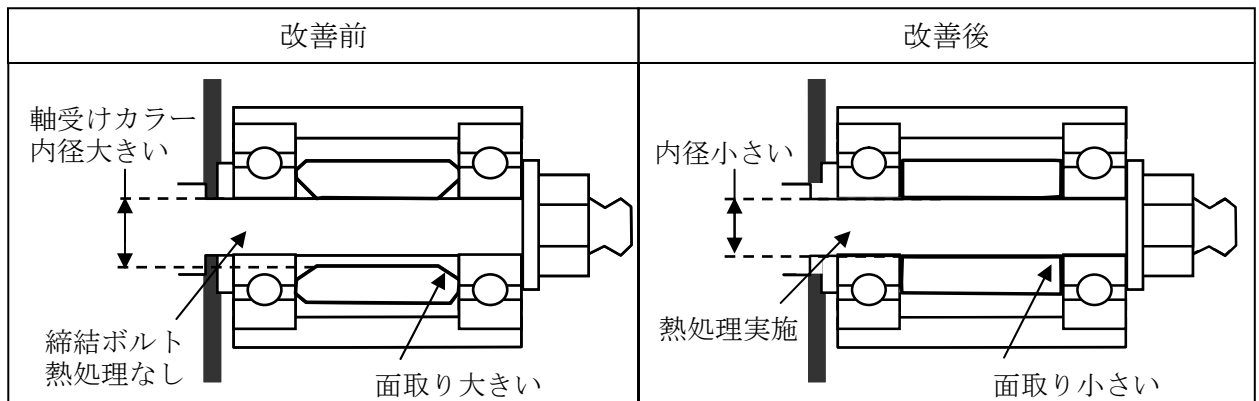 改善前
改善後
軸受けカラー
内径大きい
締結ボルト
熱処理なし
面取り大きい
内径小さい
熱処理実施
面取り小さい